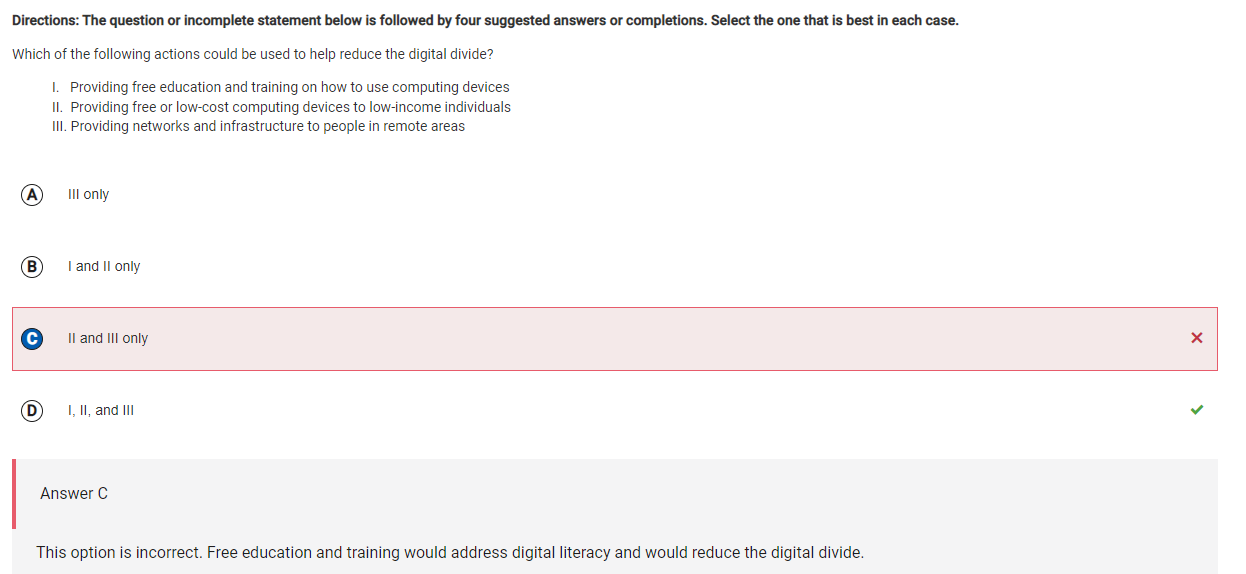 Directions: The question or incomplete statement below is followed by four suggested answers or completions. Select the one that is best in each case.
Which of the following actions could be used to help reduce the digital divide?
I. Providing free education and training on how to use computing devices
II. Providing free or low-cost computing devices to low-income individuals
III. Providing networks and infrastructure to people in remote areas
A III only
B I and II only
C II and III only
D I, II, and III
Answer C
This option is incorrect. Free education and training would address digital literacy and would reduce the digital divide.